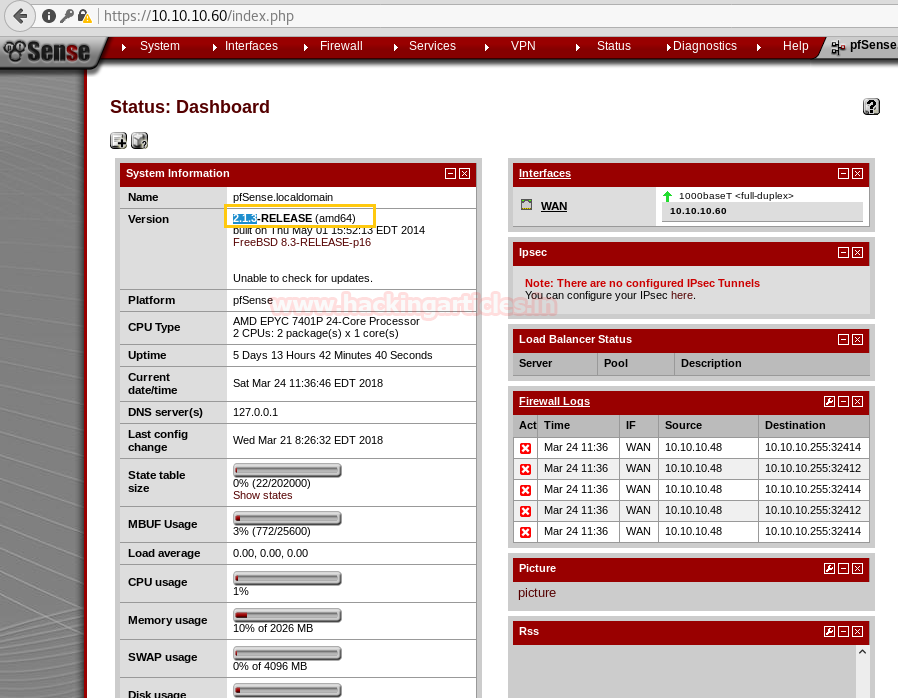 https://10.10.10.60/index.php
Sense
System
Interfaces
Firewall
Services
VPN
Status
Diagnostics
Help
pfSense.
Status: Dashboard
System Information
Name
pfSense.localdomain
Version
2.1.3-RELEASE (amd64)
built on Thu May 01 15:52:13 EDT 2014
FreeBSD 8.3-RELEASE-p16
Unable to check for updates.
Platform
pfSense
CPU Type
AMD EPYC 7401P 24-Core Processor
2 CPUs: 2 package(s) x 1 core(s)
Uptime
5 Days 13 Hours 42 Minutes 40 Seconds
Current
date/time
Sat Mar 24 11:36:46 EDT 2018
DNS server(s)
127.0.0.1
Last config
change
Wed Mar 21 8:26:32 EDT 2018
State table
size
0% (22/202000)
Show states
MBUF Usage
3% (772/25600)
Load average
0.00, 0.00, 0.00
CPU usage
1%
Memory usage
10% of 2026 MB
SWAP usage
0% of 4096 MB
Disk usage
Interfaces
WAN
1000baseT <full-duplex>
10.10.10.60
Ipsec
Note: There are no configured IPsec Tunnels
You can configure your IPsec here.
www.hackingarticles.in
Load Balancer Status
Server Pool Description
Firewall Logs
Act Time IF Source Destination
Mar 24 11:36 WAN 10.10.10.48 10.10.10.255:32414
Mar 24 11:36 WAN 10.10.10.48 10.10.10.255:32412
Mar 24 11:36 WAN 10.10.10.48 10.10.10.255:32414
Mar 24 11:36 WAN 10.10.10.48 10.10.10.255:32412
Mar 24 11:36 WAN 10.10.10.48 10.10.10.255:32414
Picture
picture
Rss